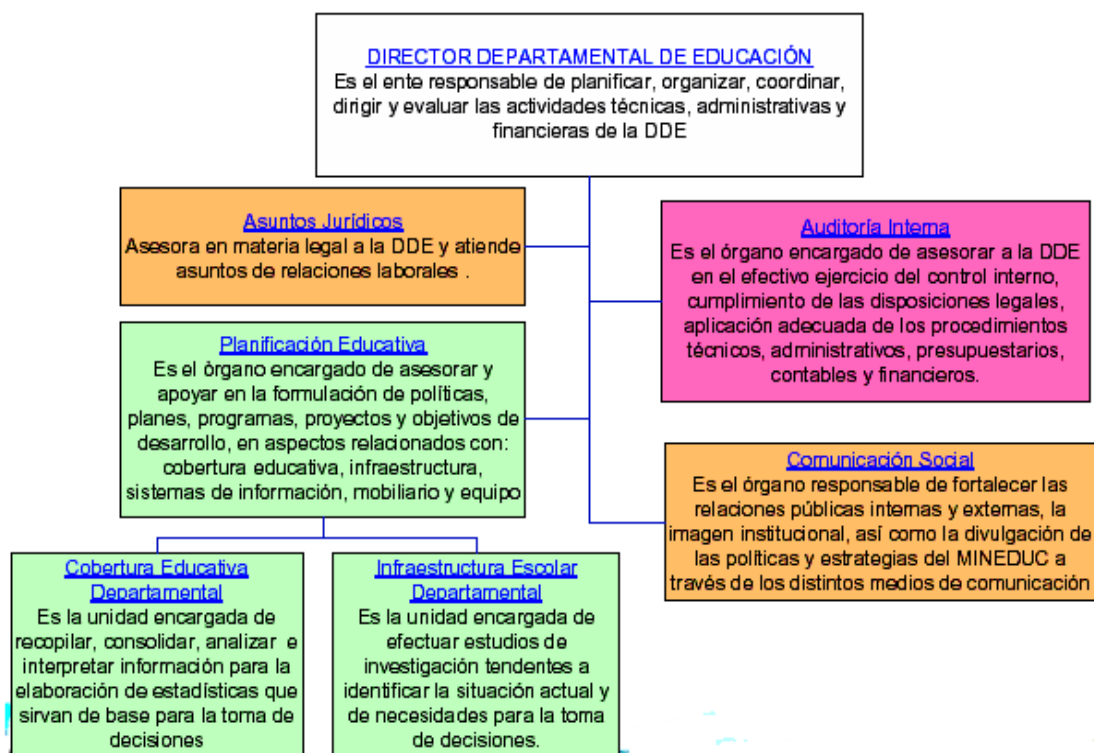 DIRECTOR DEPARTAMENTAL DE EDUCACIÓN
Es el ente responsable de planificar, organizar, coordinar,
dirigir y evaluar las actividades técnicas, administrativas y
financieras de la DDE
Asuntos Jurídicos
Asesora en materia legal a la DDE y atiende
asuntos de relaciones laborales .
Auditoría Interna
Es el órgano encargado de asesorar a la DDE
en el efectivo ejercicio del control interno,
cumplimiento de las disposiciones legales,
aplicación adecuada de los procedimientos
técnicos, administrativos, presupuestarios,
contables y financieros.
Planificación Educativa
Es el órgano encargado de asesorar y
apoyar en la formulación de políticas,
planes, programas, proyectos y objetivos de
desarrollo, en aspectos relacionados con:
cobertura educativa, infraestructura,
sistemas de información, mobiliario y equipo
Comunicación Social
Es el órgano responsable de fortalecer las
relaciones públicas internas y externas, la
imagen institucional, así como la divulgación de
las políticas y estrategias del MINEDUC a
través de los distintos medios de comunicación
Cobertura Educativa
Departamental
Es la unidad encargada de
recopilar, consolidar, analizar e
interpretar información para la
elaboración de estadísticas que
sirvan de base para la toma de
decisiones
Infraestructura Escolar
Departamental
Es la unidad encargada de
efectuar estudios de
investigación tendentes a
identificar la situación actual y
de necesidades para la toma
de decisiones.